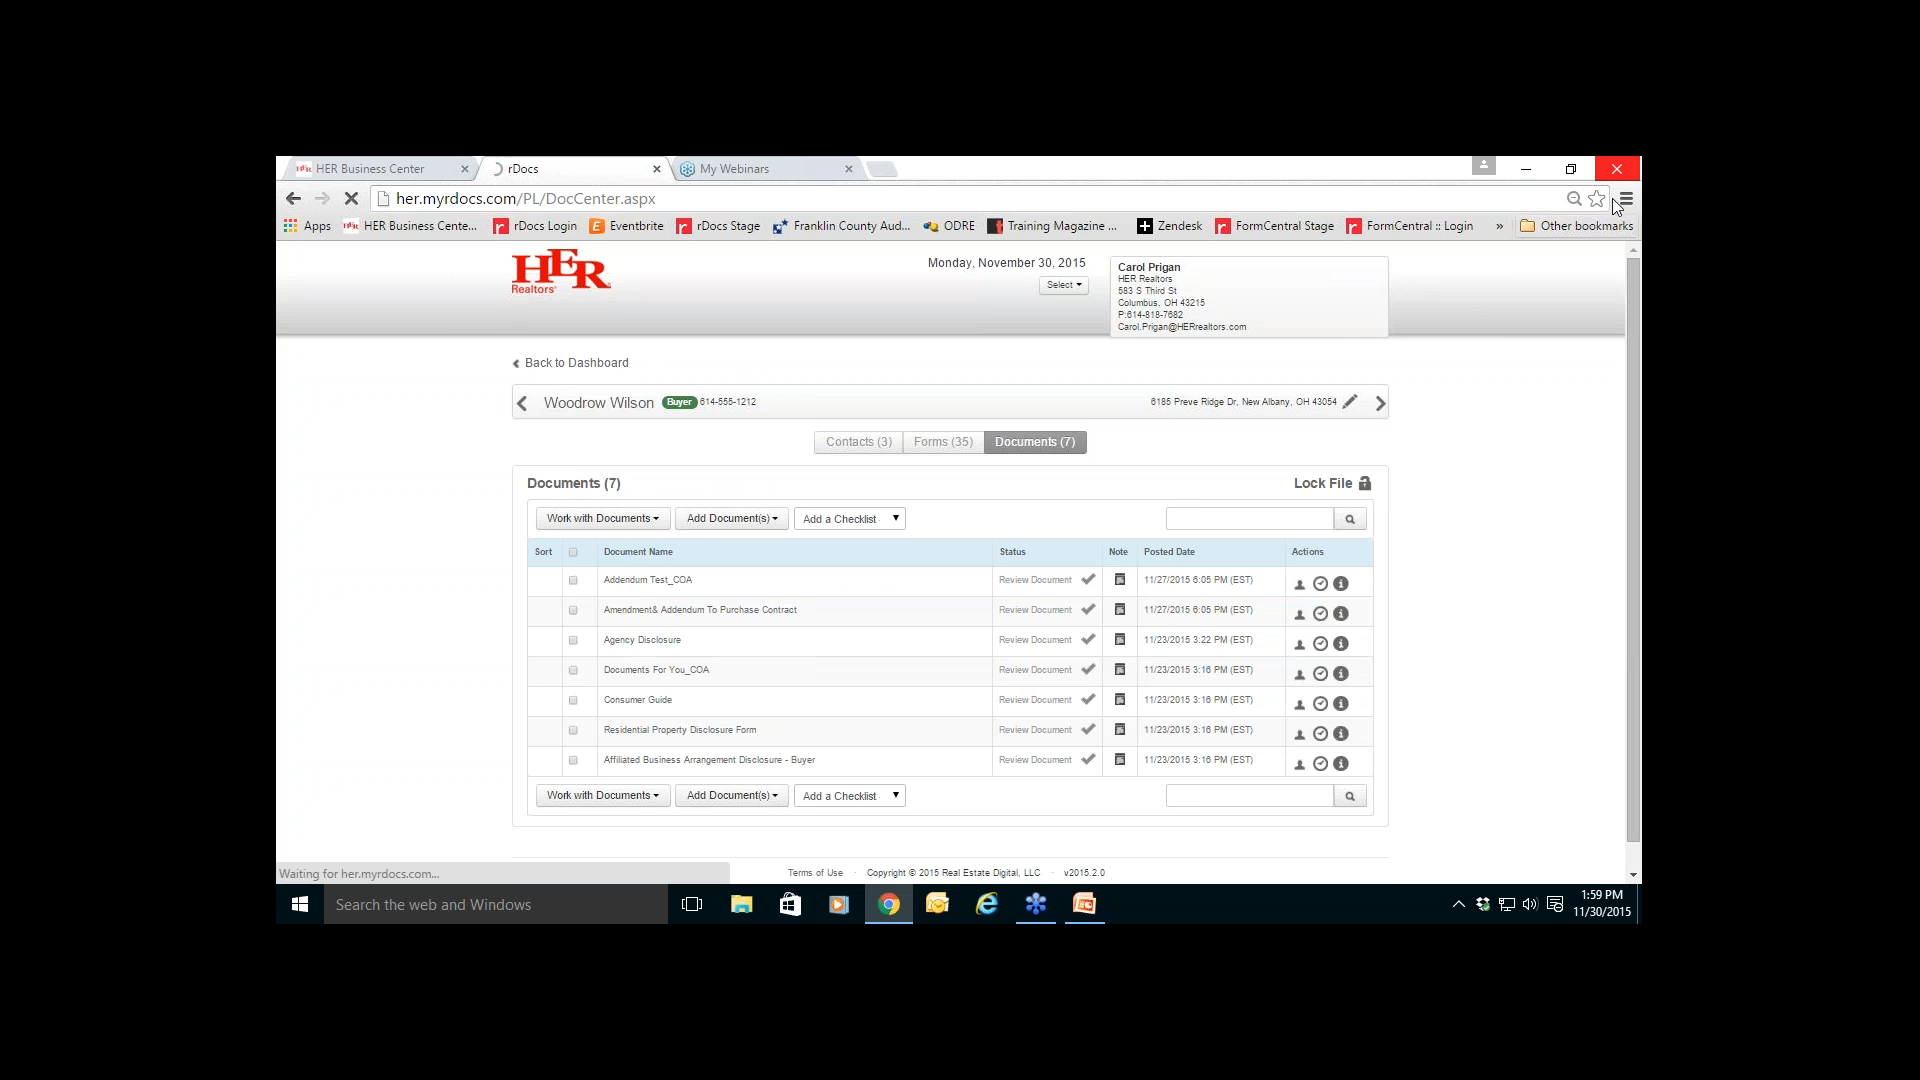 HER Business Center
rDocs
My Webinars
her.myrdocs.com/PL/DocCenter.aspx
Apps
HER Business Cente...
rDocs Login
Eventbrite
rDocs Stage
Franklin County Aud...
ODRE
Training Magazine ...
Zendesk
FormCentral Stage
FormCentral :: Login
»
Other bookmarks
HER
Realtors
Monday, November 30, 2015
Select
Carol Prigan
HER Realtors
583 S Third St
Columbus, OH 43215
P:614-818-7682
Carol.Prigan@HERrealtors.com
Back to Dashboard
Woodrow Wilson Buyer 614-555-1212
6185 Preve Ridge Dr, New Albany, OH 43054
Contacts (3) Forms (35) Documents (7)
Documents (7) Lock File
Work with Documents Add Document(s) Add a Checklist
Sort Document Name Status Note Posted Date Actions
Addendum Test_COA Review Document 11/27/2015 6:05 PM (EST)
Amendment& Addendum To Purchase Contract Review Document 11/27/2015 6:05 PM (EST)
Agency Disclosure Review Document 11/23/2015 3:22 PM (EST)
Documents For You_COA Review Document 11/23/2015 3:16 PM (EST)
Consumer Guide Review Document 11/23/2015 3:16 PM (EST)
Residential Property Disclosure Form Review Document 11/23/2015 3:16 PM (EST)
Affiliated Business Arrangement Disclosure - Buyer Review Document 11/23/2015 3:16 PM (EST)
Work with Documents Add Document(s) Add a Checklist
Waiting for her.myrdocs.com...
Terms of Use · Copyright © 2015 Real Estate Digital, LLC · v2015.2.0
Search the web and Windows
1:59 PM
11/30/2015